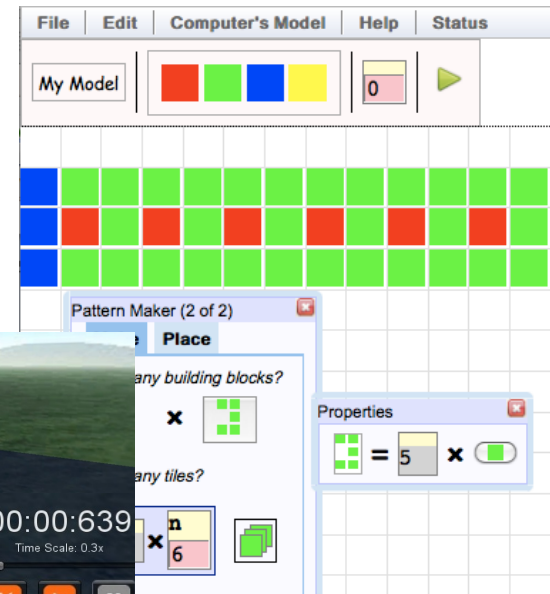 File Edit Computer's Model Help Status
My Model
0
Pattern Maker (2 of 2)
Place
any building blocks?
×
Properties
= 5 ×
any tiles?
× n
6
00:00:639
Time Scale: 0.3x